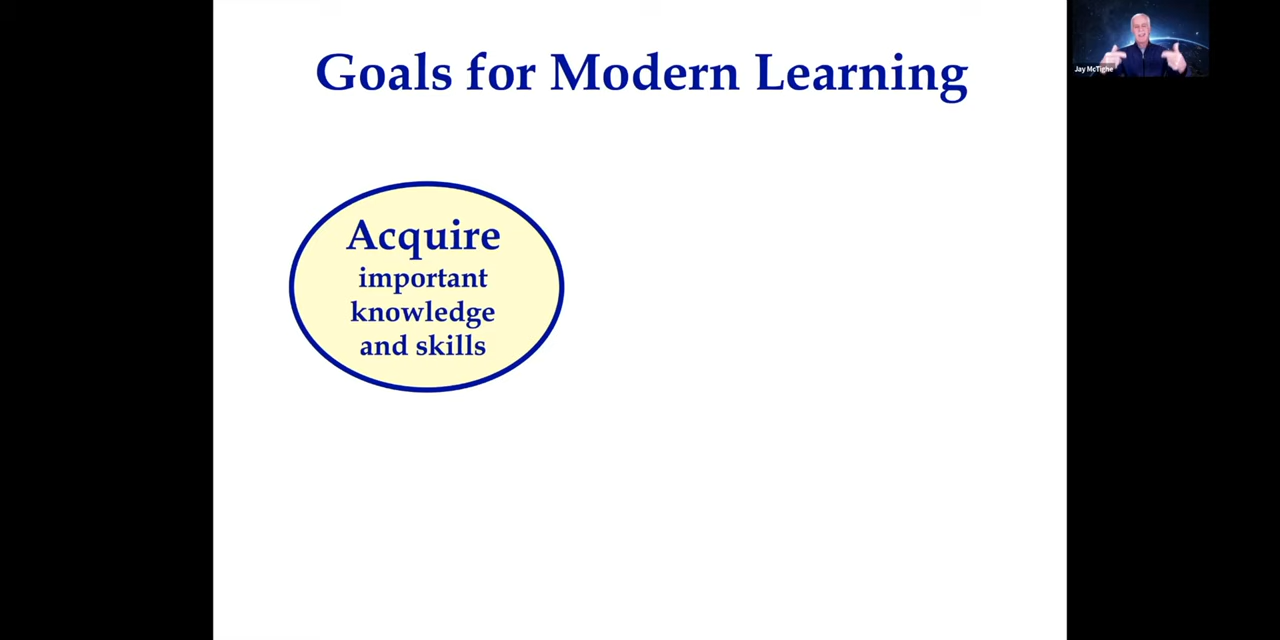 Goals for Modern Learning
Jay McTighe
Acquire
important
knowledge
and skills